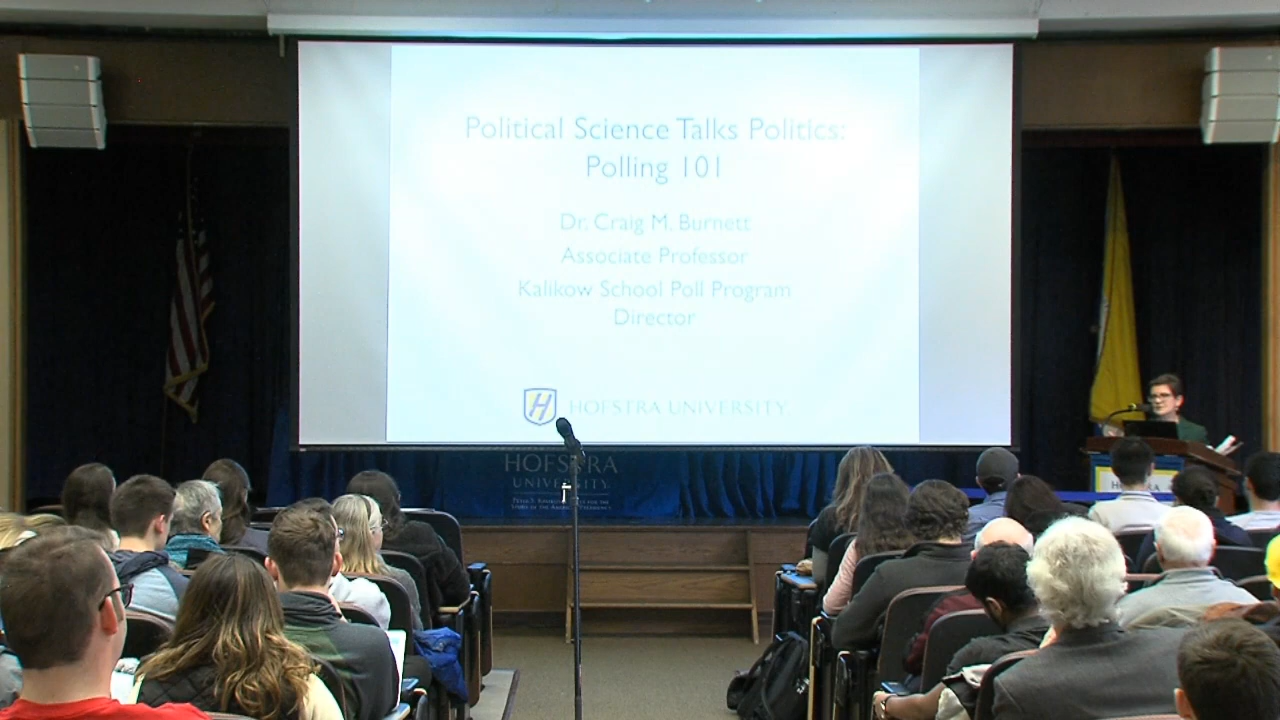 Political Science Talks Politics:
Polling 101
Dr. Craig M. Burnett
Associate Professor
Kalikow School Poll Program
Director
H HOFSTRA UNIVERSITY
HOFSTRA
UNIVERSITY